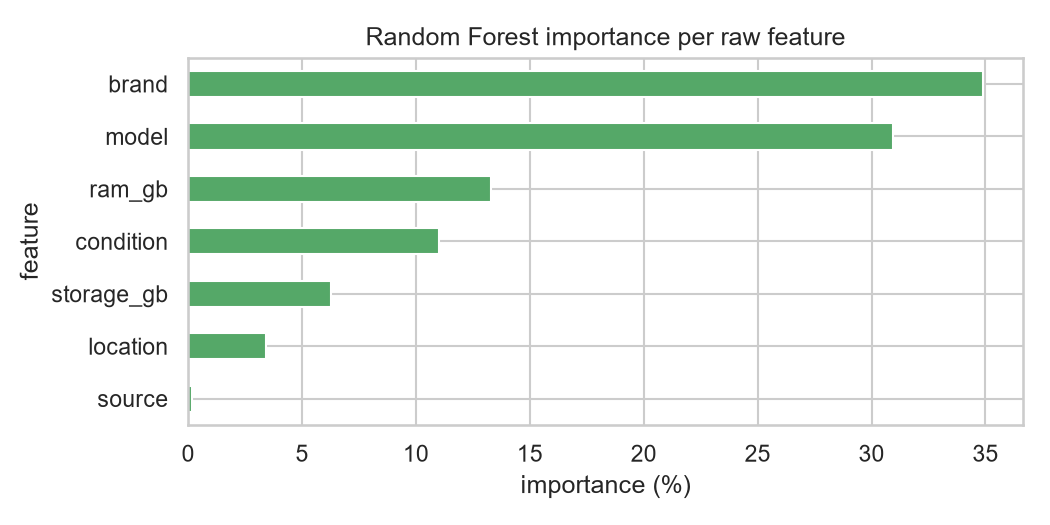 Random Forest importance per raw feature
brand
model
ram_gb
condition
storage_gb
location
source
feature
0 5 10 15 20 25 30 35
importance (%)